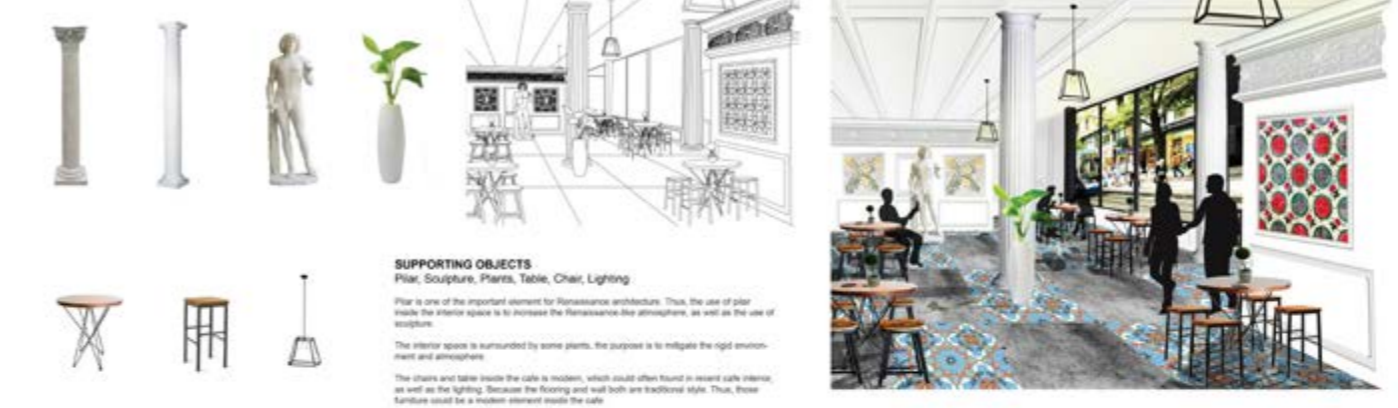 SUPPORTING OBJECTS
Pilar, Sculpture, Plants, Table, Chair, Lighting
Pilar is one of the important element for Renaissance architecture. Thus, the use of pilar
inside the interior space is to increase the Renaissance-like atmosphere, as well as the use of
sculpture.
The interior space is surrounded by some plants, the purpose is to mitigate the rigid environ-
ment and atmosphere
The chairs and table inside the cafe is modern, which could often found in recent cafe interior,
as well as the lighting. Because the flooring and wall both are traditional style. Thus, those
furniture could be a modern element inside the cafe